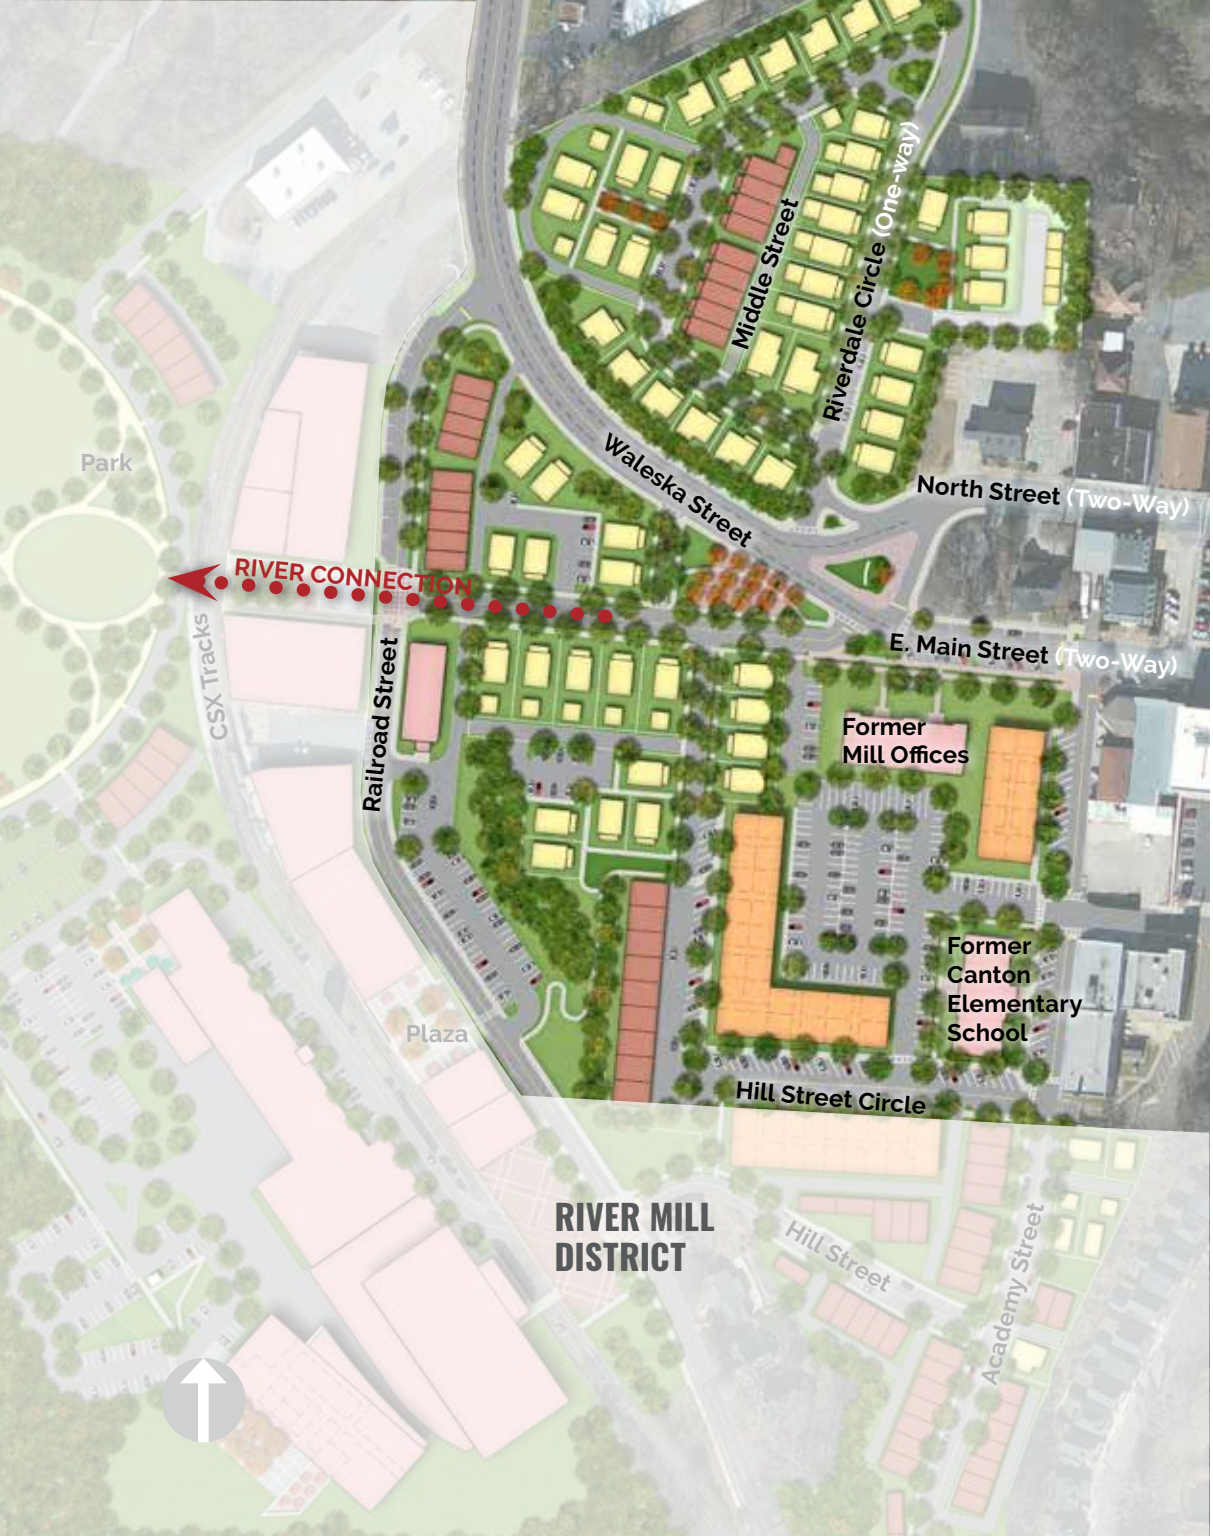 Riverdale Circle (One-way)
Middle Street
Waleska Street
Park
North Street (Two-Way)
RIVER CONNECTION
CSX Tracks
Railroad Street
E. Main Street (Two-Way)
Former
Mill Offices
Former
Canton
Elementary
School
Plaza
Hill Street Circle
RIVER MILL
DISTRICT
Hill Street
Academy Street